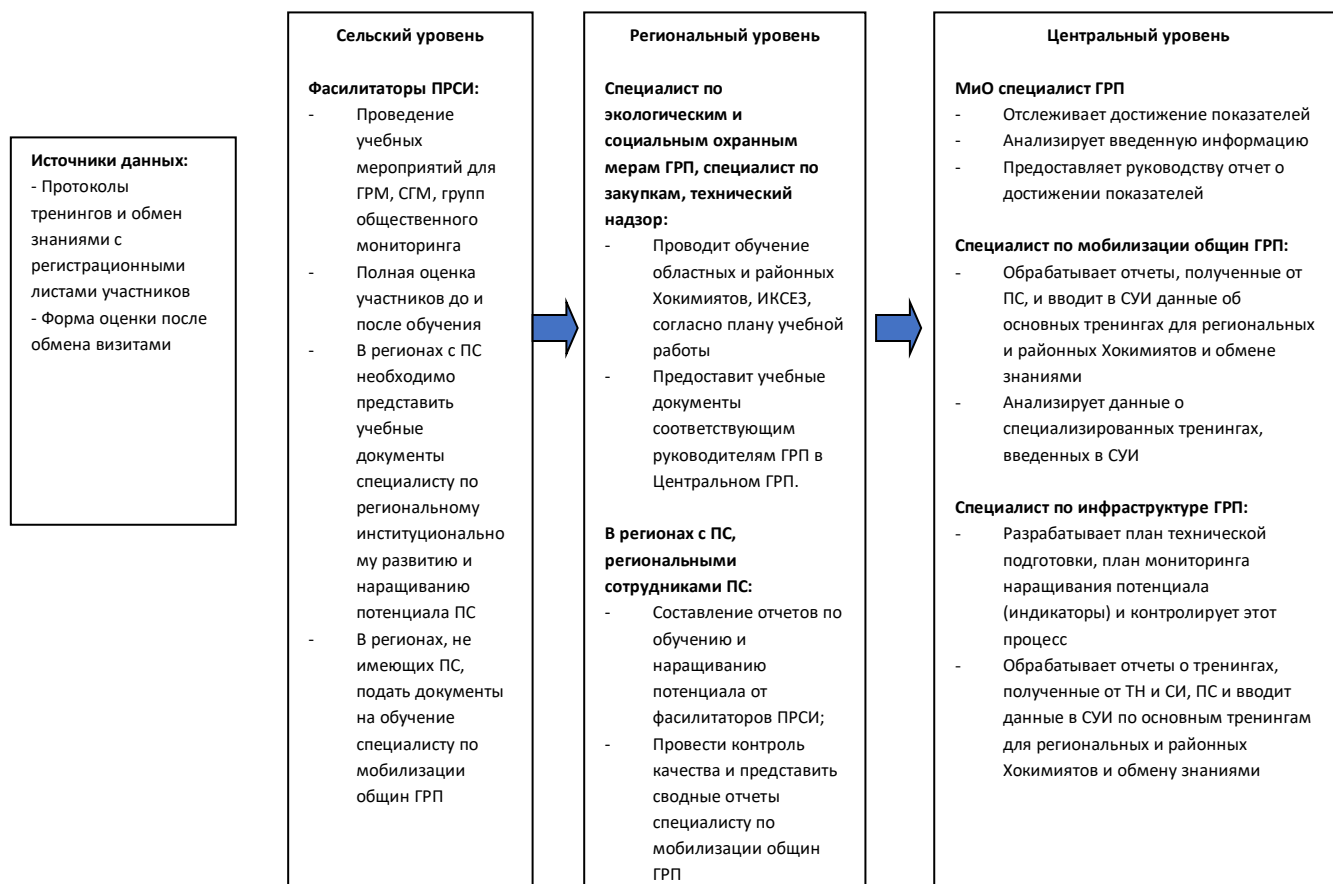 Источники данных:
- Протоколы
тренингов и обмен
знаниями с
регистрационными
листами участников
- Форма оценки после
обмена визитами
Сельский уровень
Фасилитаторы ПРСИ:
- Проведение
учебных
мероприятий для
ГРМ, СГМ, групп
общественного
мониторинга
- Полная оценка
участников до и
после обучения
- В регионах с ПС
необходимо
представить
учебные
документы
специалисту по
региональному
институционально
му развитию и
наращиванию
потенциала ПС
- В регионах, не
имеющих ПС,
подать документы
на обучение
специалисту по
мобилизации
общин ГРП
Региональный уровень
Специалист по
экологическим и
социальным охранным
мерам ГРП, специалист по
закупкам, технический
надзор:
- Проводит обучение
областных и районных
Хокимиятов, ИКСЕЗ,
согласно плану учебной
работы
- Предоставит учебные
документы
соответствующим
руководителям ГРП в
Центральном ГРП.
В регионах с ПС,
региональными
сотрудниками ПС:
- Составление отчетов по
обучению и
наращиванию
потенциала от
фасилитаторов ПРСИ;
- Провести контроль
качества и представить
сводные отчеты
специалисту по
мобилизации общин
ГРП
Центральный уровень
МиО специалист ГРП
- Отслеживает достижение показателей
- Анализирует введенную информацию
- Предоставляет руководству отчет о
достижении показателей
Специалист по мобилизации общин ГРП:
- Обрабатывает отчеты, полученные от
ПС, и вводит в СУИ данные об
основных тренингах для региональных
и районных Хокимиятов и обмене
знаниями
- Анализирует данные о
специализированных тренингах,
введенных в СУИ
Специалист по инфраструктуре ГРП:
- Разрабатывает план технической
подготовки, план мониторинга
наращивания потенциала
(индикаторы) и контролирует этот
процесс
- Обрабатывает отчеты о тренингах,
полученные от ТН и СИ, ПС и вводит
данные в СУИ по основным тренингам
для региональных и районных
Хокимиятов и обмену знаниями